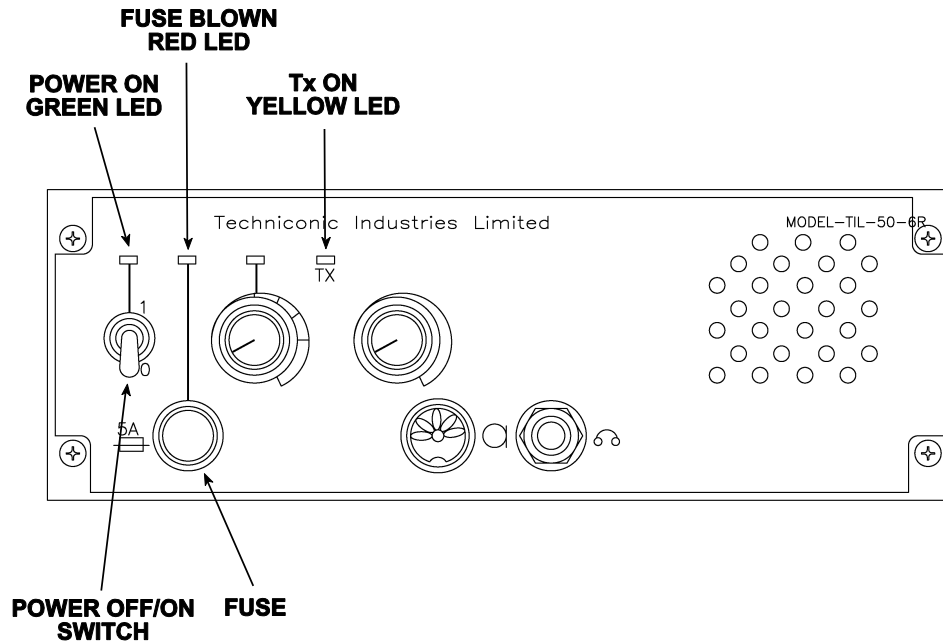 FUSE BLOWN
RED LED
POWER ON
GREEN LED
Tx ON
YELLOW LED
Techniconic Industries Limited
MODEL-TIL-50-6R
TX
1
0
5A
POWER OFF/ON
SWITCH
FUSE